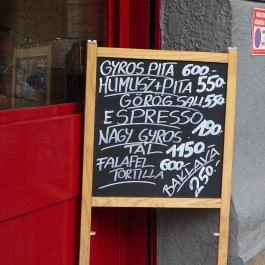 GYROS PITA 600-
HUMUSZ+PITA 550-
GÖRÖG SALI 550-
ESPRESSO
190-
NAGY GYROS
TÁL 1150-
FALAFEL 600-
TORTILLA
BAKLAVA
250-